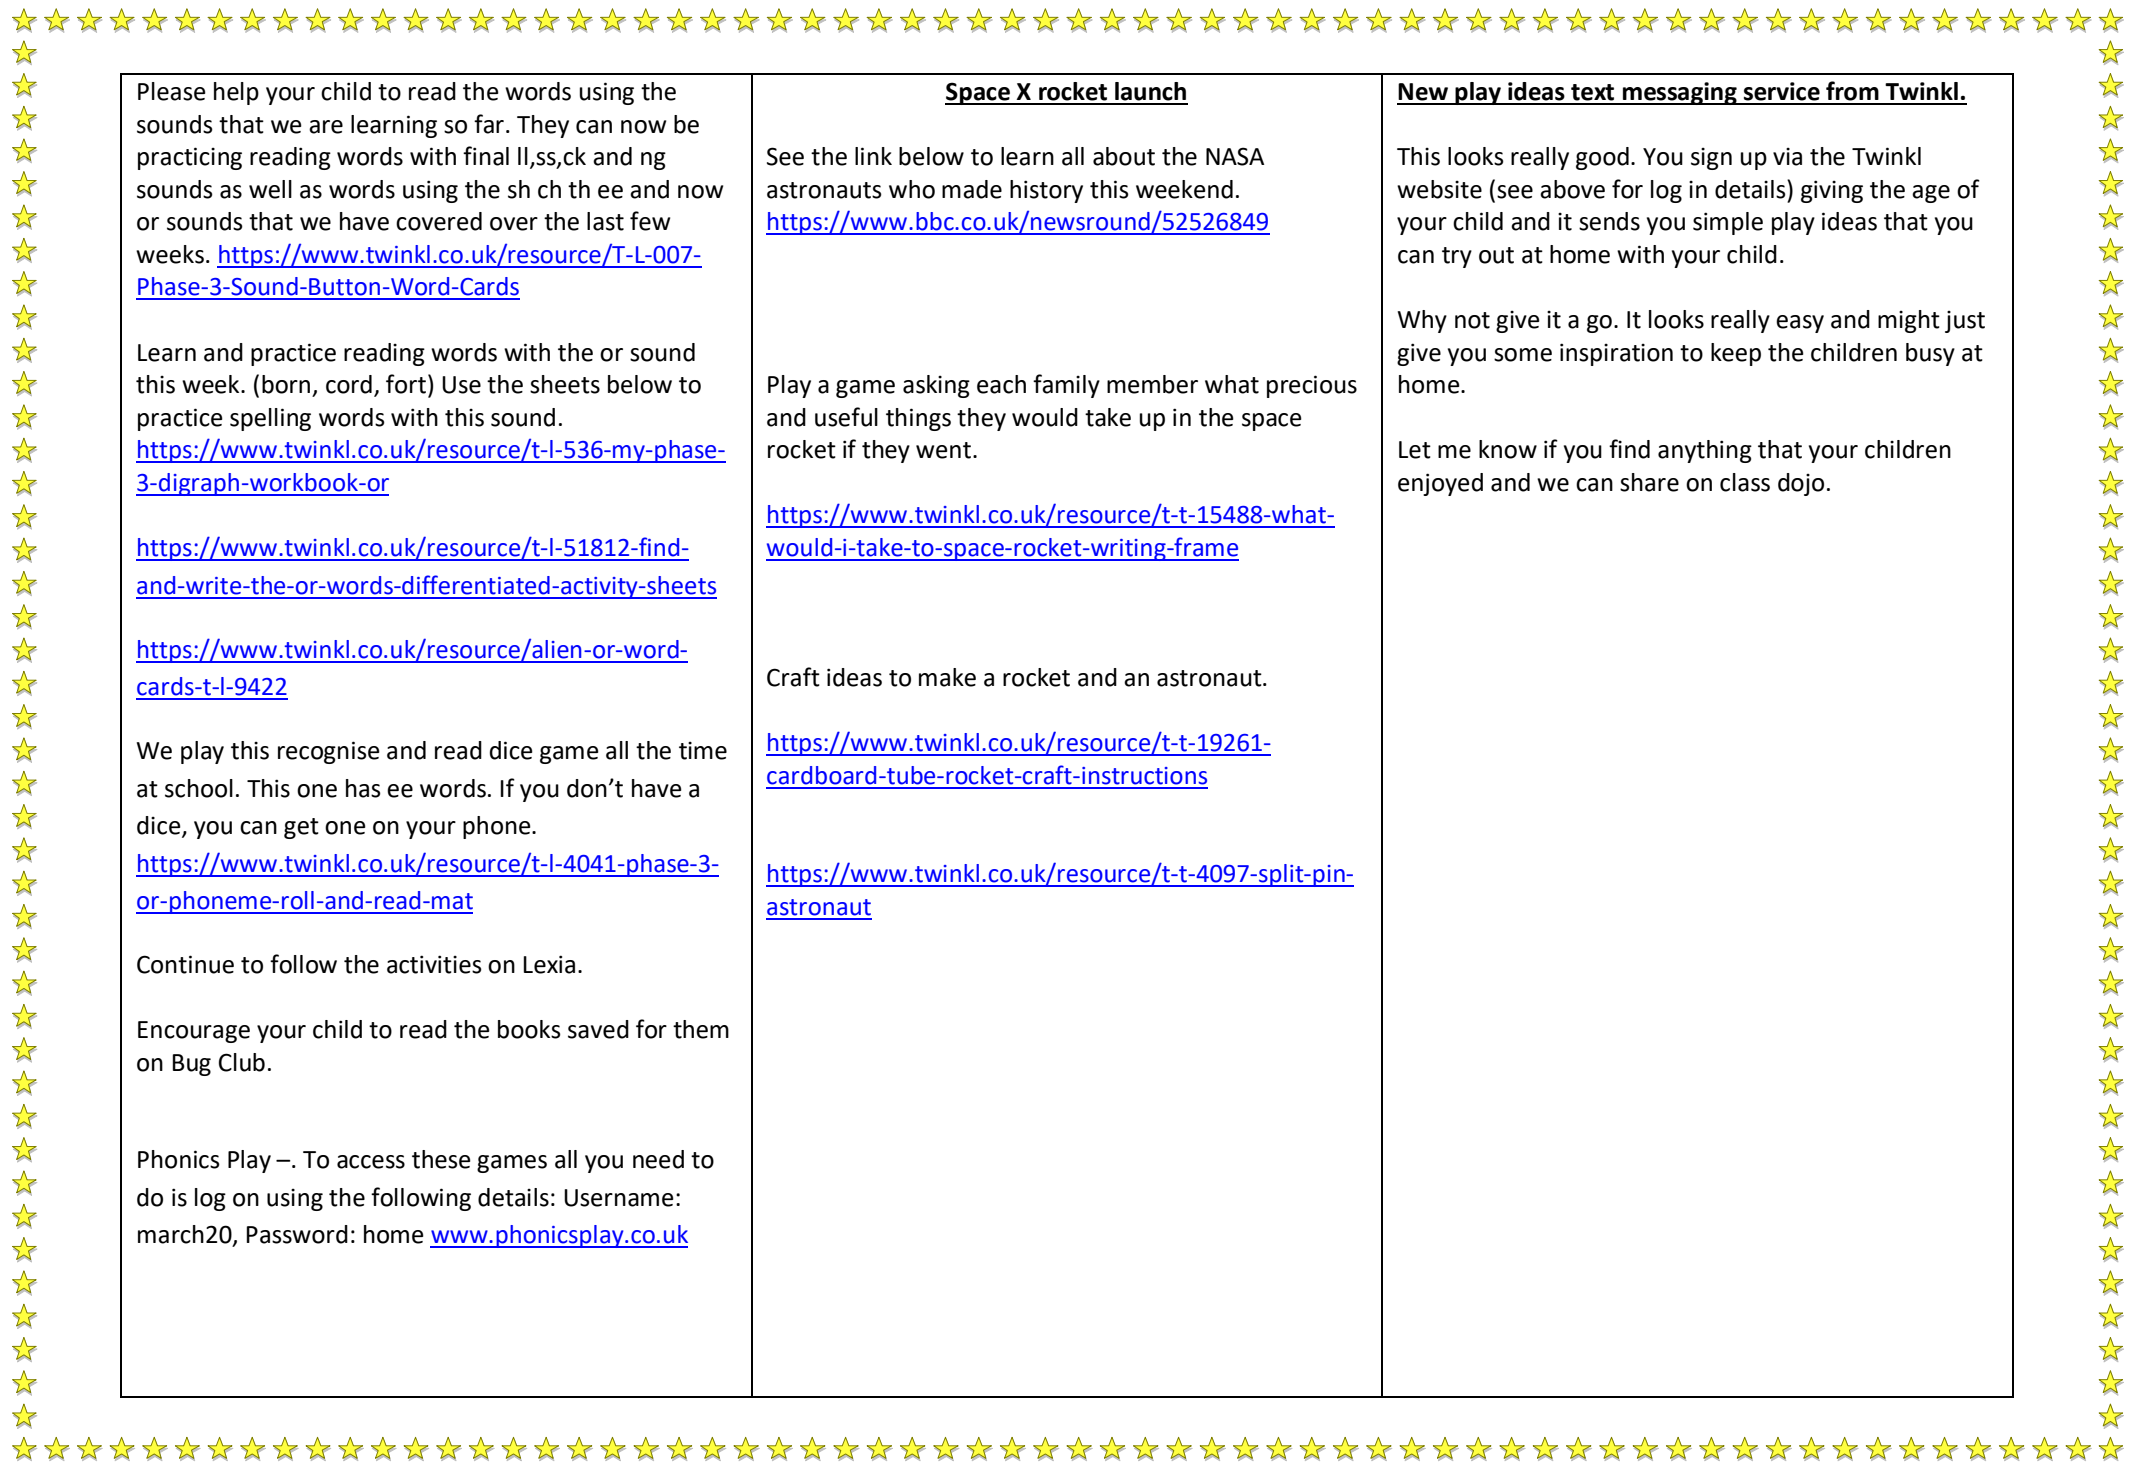 Please help your child to read the words using the
sounds that we are learning so far. They can now be
practicing reading words with final ll,ss,ck and ng
sounds as well as words using the sh ch th ee and now
or sounds that we have covered over the last few
weeks. https://www.twinkl.co.uk/resource/T-L-007-
Phase-3-Sound-Button-Word-Cards
Learn and practice reading words with the or sound
this week. (born, cord, fort) Use the sheets below to
practice spelling words with this sound.
https://www.twinkl.co.uk/resource/t-l-536-my-phase-
3-digraph-workbook-or
https://www.twinkl.co.uk/resource/t-l-51812-find-
and-write-the-or-words-differentiated-activity-sheets
https://www.twinkl.co.uk/resource/alien-or-word-
cards-t-l-9422
We play this recognise and read dice game all the time
at school. This one has ee words. If you don’t have a
dice, you can get one on your phone.
https://www.twinkl.co.uk/resource/t-l-4041-phase-3-
or-phoneme-roll-and-read-mat
Continue to follow the activities on Lexia.
Encourage your child to read the books saved for them
on Bug Club.
Phonics Play –. To access these games all you need to
do is log on using the following details: Username:
march20, Password: home www.phonicsplay.co.uk
Space X rocket launch
See the link below to learn all about the NASA
astronauts who made history this weekend.
https://www.bbc.co.uk/newsround/52526849
Play a game asking each family member what precious
and useful things they would take up in the space
rocket if they went.
https://www.twinkl.co.uk/resource/t-t-15488-what-
would-i-take-to-space-rocket-writing-frame
Craft ideas to make a rocket and an astronaut.
https://www.twinkl.co.uk/resource/t-t-19261-
cardboard-tube-rocket-craft-instructions
https://www.twinkl.co.uk/resource/t-t-4097-split-pin-
astronaut
New play ideas text messaging service from Twinkl.
This looks really good. You sign up via the Twinkl
website (see above for log in details) giving the age of
your child and it sends you simple play ideas that you
can try out at home with your child.
Why not give it a go. It looks really easy and might just
give you some inspiration to keep the children busy at
home.
Let me know if you find anything that your children
enjoyed and we can share on class dojo.